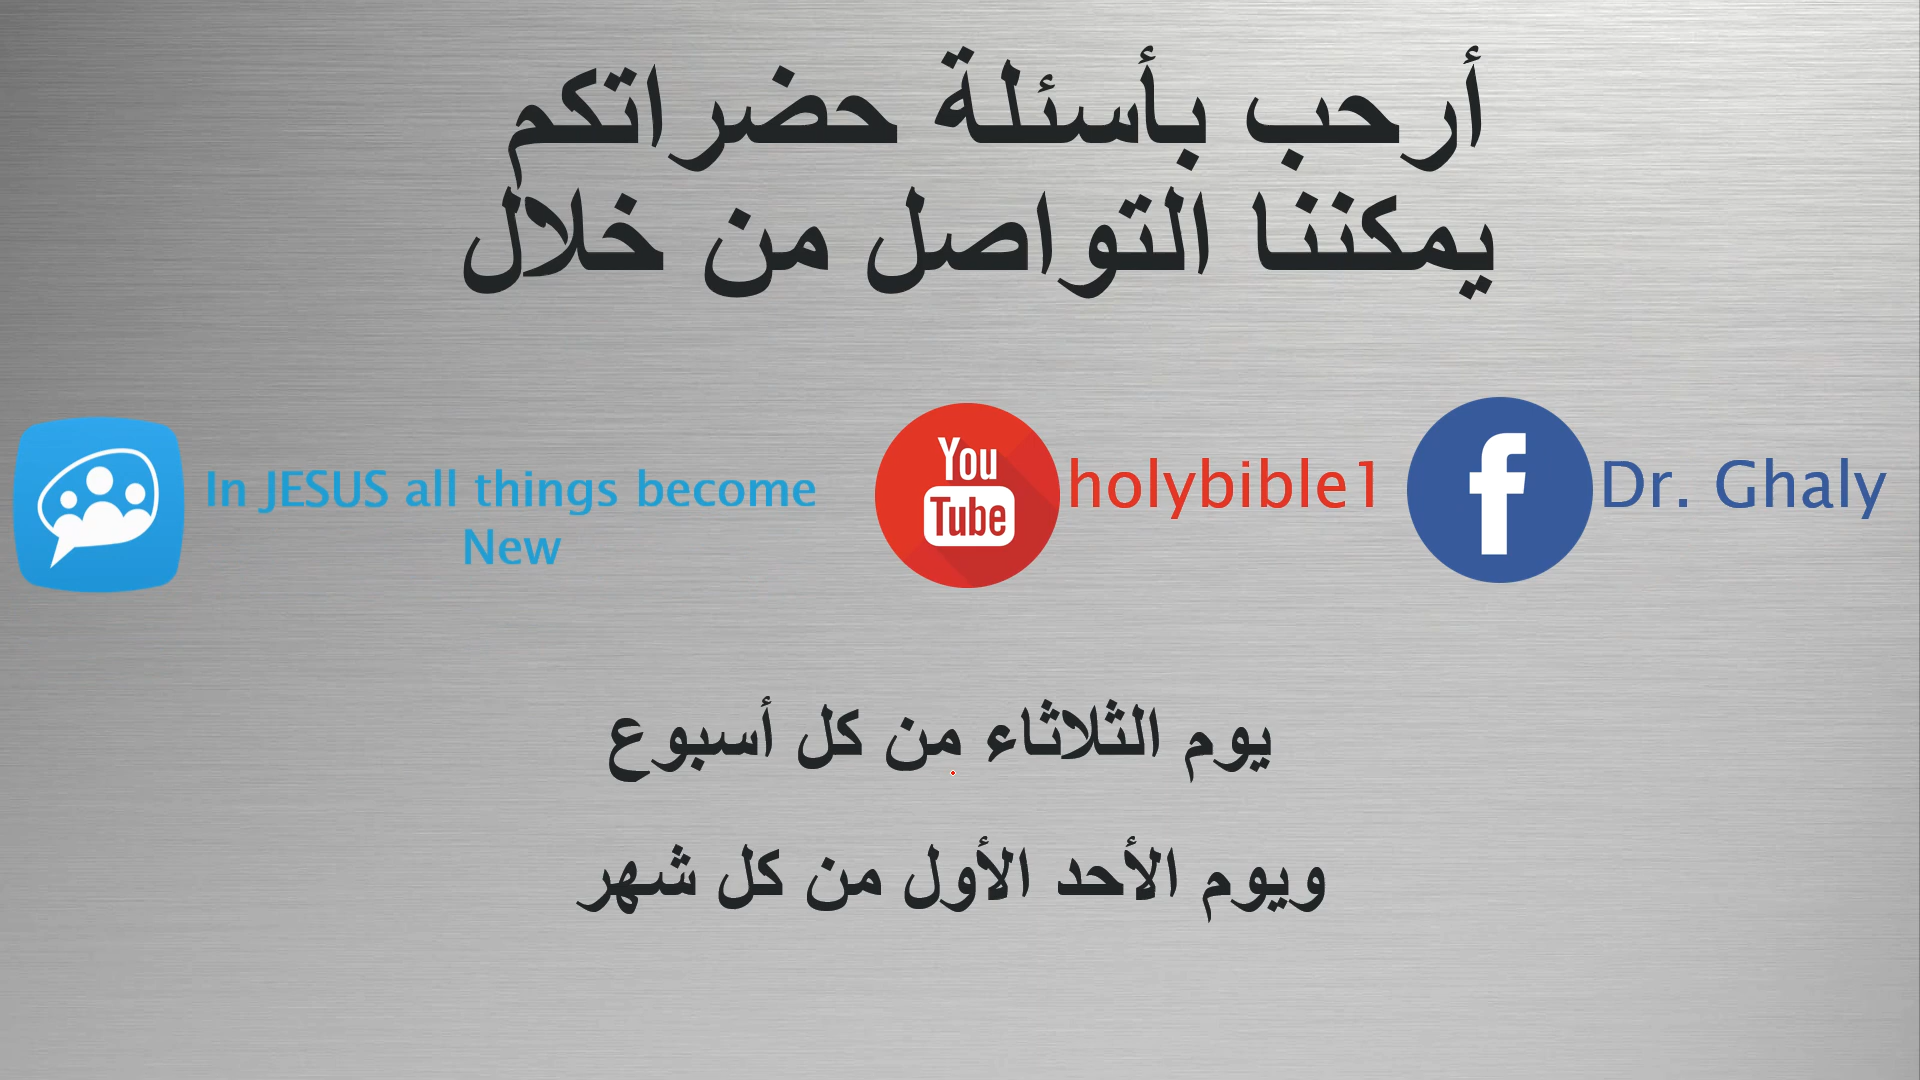 أرحب بأسئلة حضراتكم
يمكننا التواصل من خلال
In JESUS all things become
New
You
Tube
holybible1
f
Dr. Ghaly
يوم الثلاثاء من كل أسبوع
ويوم الأحد الأول من كل شهر